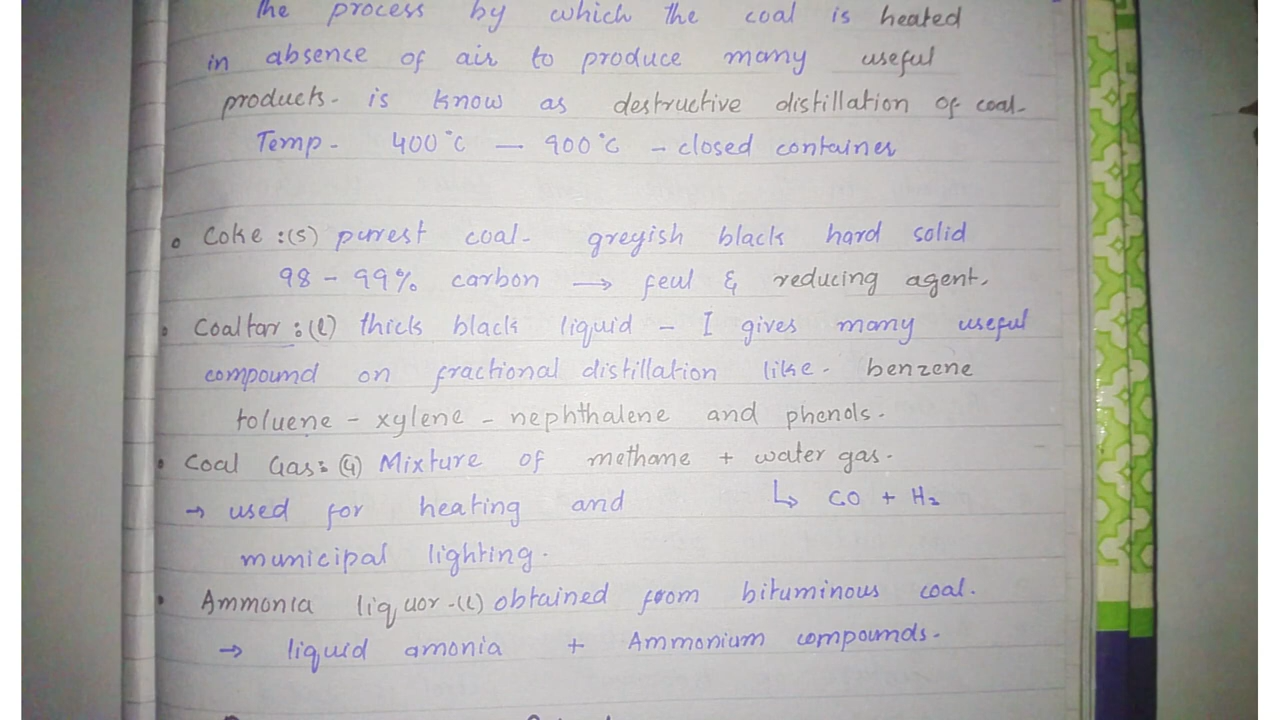 The process by which the coal is heated
in absence of air to produce many useful
products. is know as destructive distillation of coal.
Temp - 400°C — 900°C - closed container
• Coke :(S) purest coal. greyish black hard solid
98 - 99% carbon → feul & reducing agent.
• Coaltar :(l) thick black liquid - I gives many useful
compound on fractional distillation like. benzene
toluene - xylene - nephthalene and phenols.
• Coal Gas: (G) Mixture of methane + water gas.
→ used for heating and ↳ CO + H₂
municipal lighting.
• Ammonia liquor -(l) obtained from bituminous coal.
→ liquid amonia + Ammonium compounds.